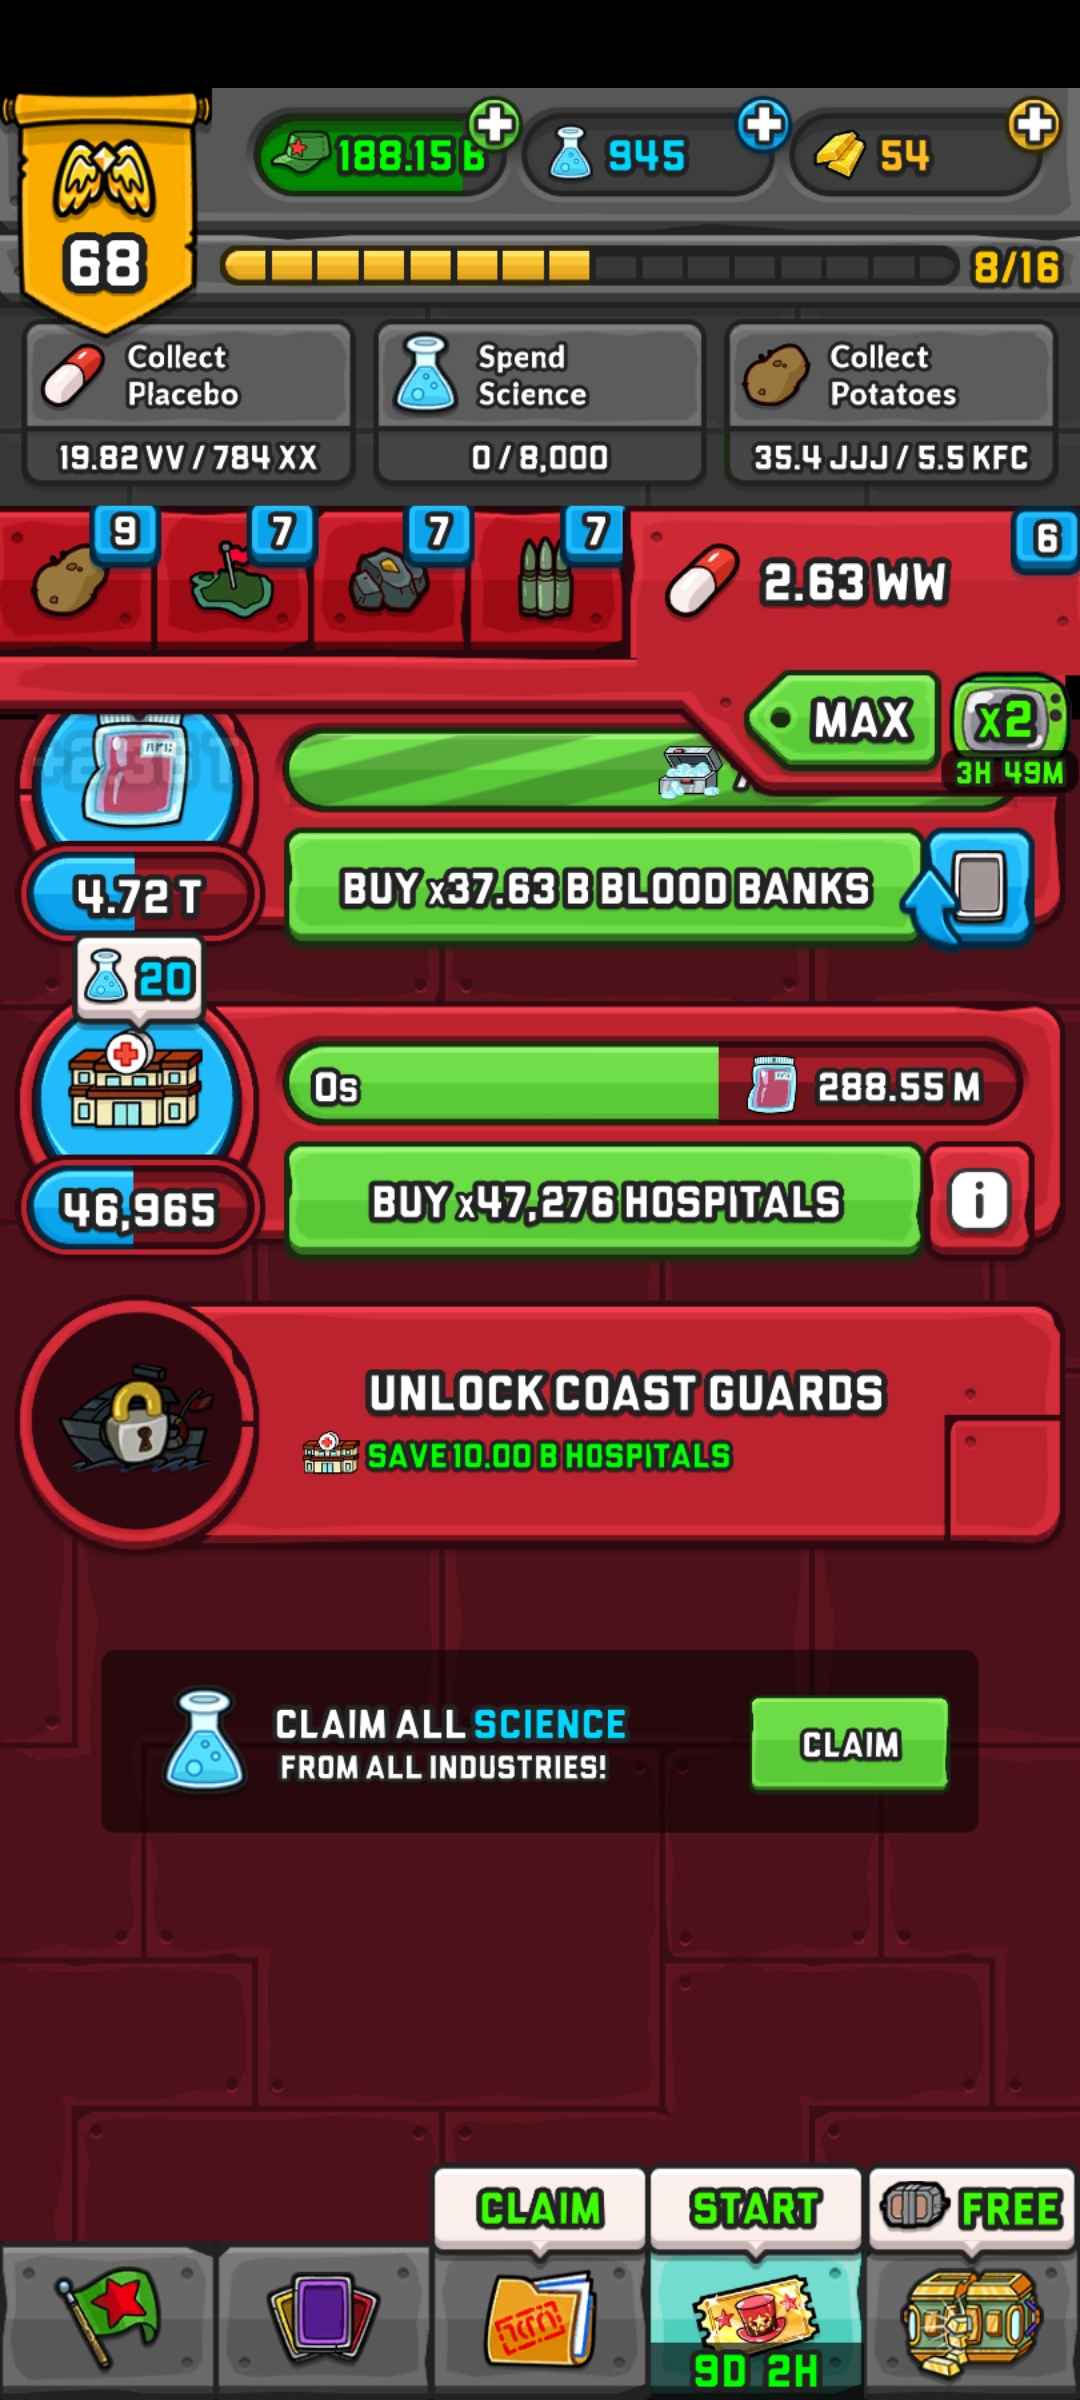 188.15 B
945
54
68
8/16
Collect
Placebo
19.82 VV / 784 XX
Spend
Science
0 / 8,000
Collect
Potatoes
35.4 JJJ / 5.5 KFC
9
7
7
7
6
2.63 WW
MAX
x2
3H 49M
4.72 T
BUY x37.63 B BLOOD BANKS
20
0s
288.55 M
46,965
BUY x47,276 HOSPITALS
i
UNLOCK COAST GUARDS
SAVE 10.00 B HOSPITALS
CLAIM ALL SCIENCE
FROM ALL INDUSTRIES!
CLAIM
CLAIM
START
FREE
9D 2H